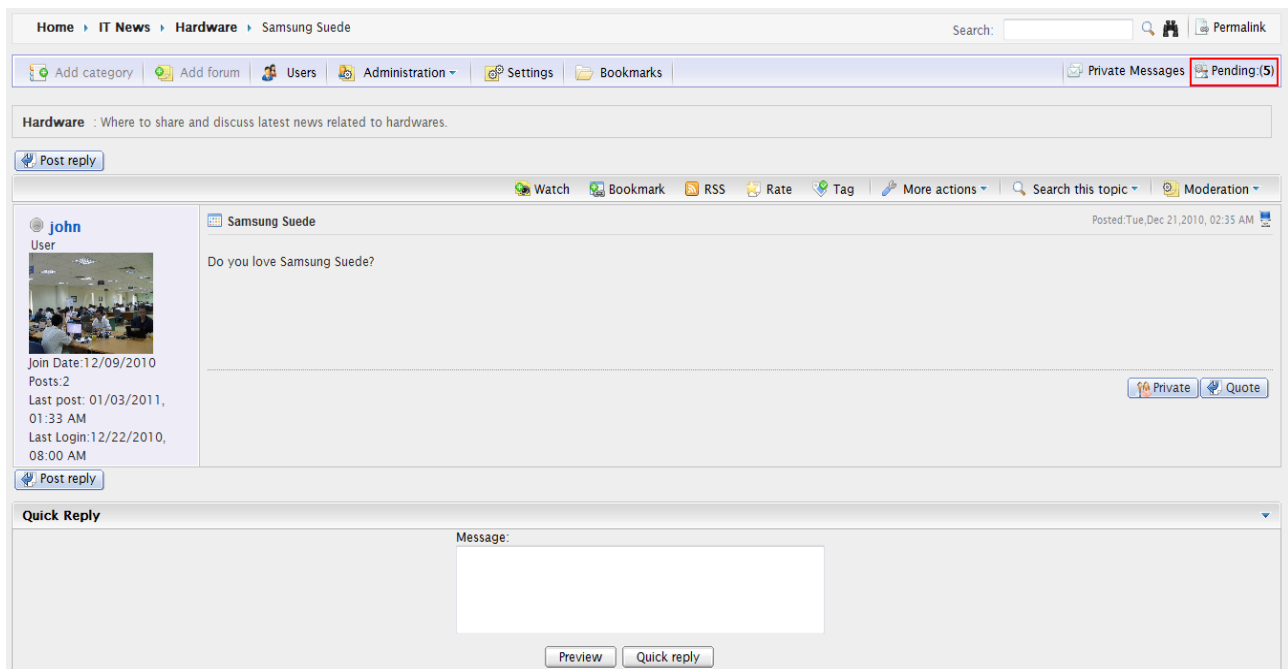 Home IT News Hardware Samsung Suede Search: Permalink
Add category Add forum Users Administration Settings Bookmarks Private Messages Pending:(5)
Hardware : Where to share and discuss latest news related to hardwares.
Post reply
Watch Bookmark RSS Rate Tag More actions Search this topic Moderation
john
User
Join Date:12/09/2010
Posts:2
Last post: 01/03/2011,
01:33 AM
Last Login:12/22/2010,
08:00 AM
Samsung Suede Posted:Tue,Dec 21,2010, 02:35 AM
Do you love Samsung Suede?
Private Quote
Post reply
Quick Reply
Message:
Preview Quick reply